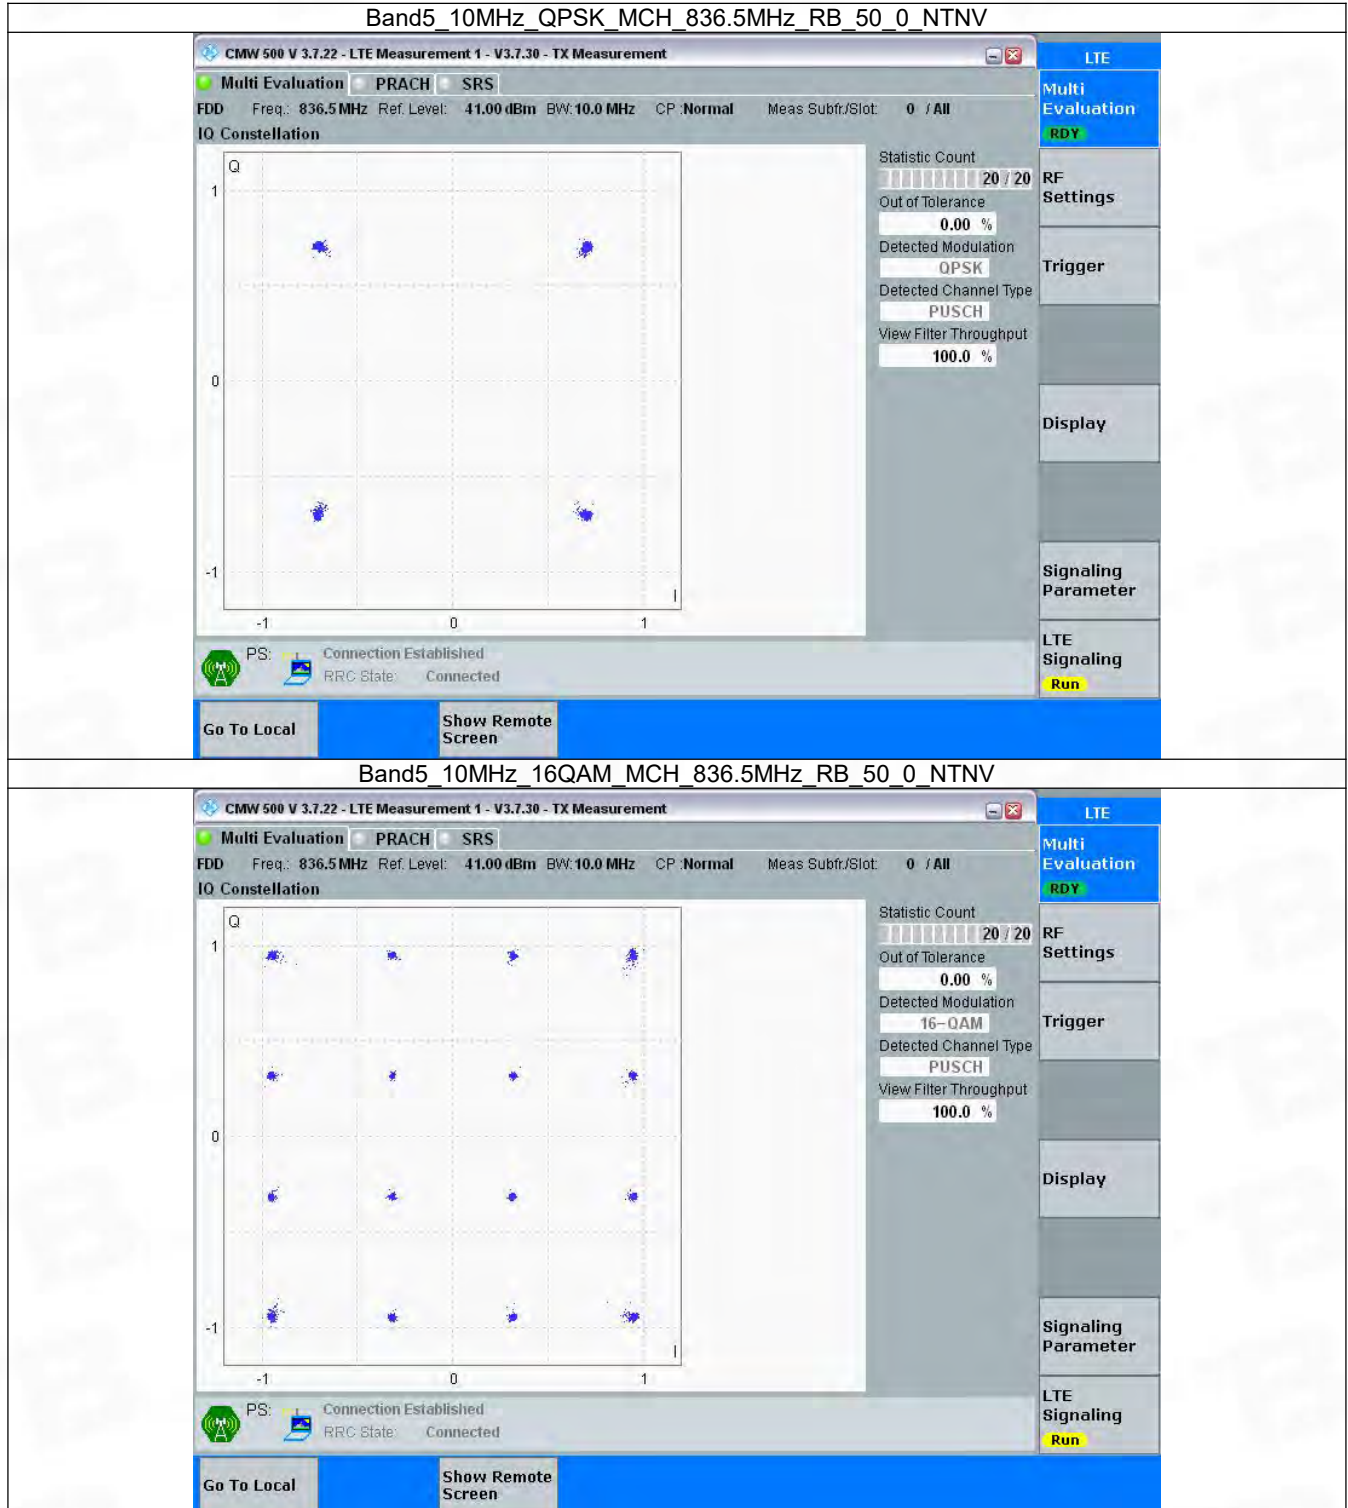 Band5_10MHz_QPSK_MCH_836.5MHz_RB_50_0_NTNV
CMW 500 V 3.7.22 - LTE Measurement 1 - V3.7.30 - TX Measurement
LTE
Multi Evaluation PRACH SRS
Multi
Evaluation
RDY
FDD Freq.: 836.5 MHz Ref. Level: 41.00 dBm BW: 10.0 MHz CP :Normal Meas Subfr./Slot: 0 / All
IQ Constellation
Q
1
0
-1
I
-1 0 1
Statistic Count
20 / 20
Out of Tolerance
0.00 %
Detected Modulation
QPSK
Detected Channel Type
PUSCH
View Filter Throughput
100.0 %
RF
Settings
Trigger
Display
Signaling
Parameter
LTE
Signaling
Run
PS: Connection Established
RRC State: Connected
Go To Local
Show Remote
Screen
Band5_10MHz_16QAM_MCH_836.5MHz_RB_50_0_NTNV
CMW 500 V 3.7.22 - LTE Measurement 1 - V3.7.30 - TX Measurement
LTE
Multi Evaluation PRACH SRS
Multi
Evaluation
RDY
FDD Freq.: 836.5 MHz Ref. Level: 41.00 dBm BW: 10.0 MHz CP :Normal Meas Subfr./Slot: 0 / All
IQ Constellation
Q
1
0
-1
I
-1 0 1
Statistic Count
20 / 20
Out of Tolerance
0.00 %
Detected Modulation
16-QAM
Detected Channel Type
PUSCH
View Filter Throughput
100.0 %
RF
Settings
Trigger
Display
Signaling
Parameter
LTE
Signaling
Run
PS: Connection Established
RRC State: Connected
Go To Local
Show Remote
Screen